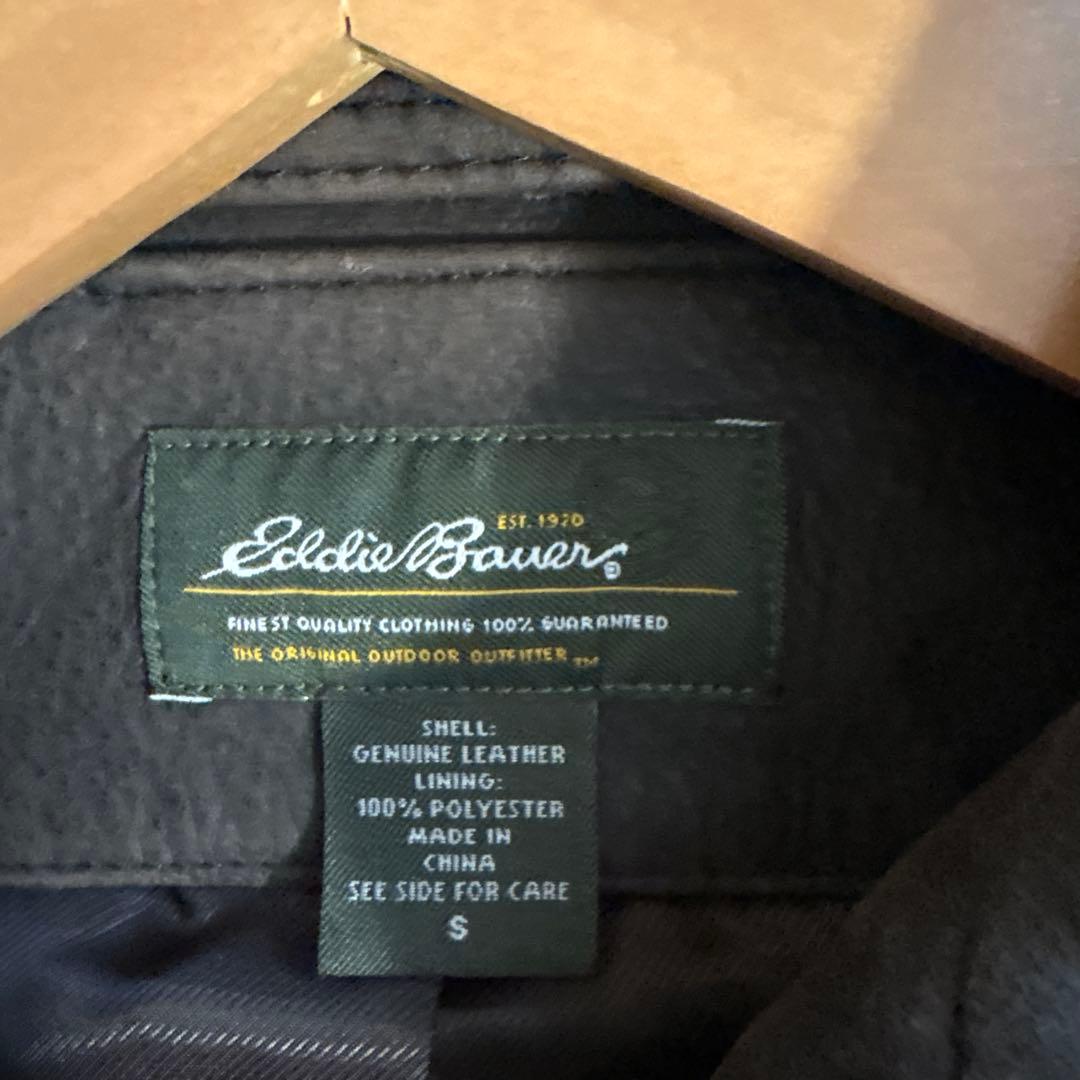 EST. 1920
Eddie Bauer®
FINEST QUALITY CLOTHING 100% GUARANTEED
THE ORIGINAL OUTDOOR OUTFITTER™
SHELL:
GENUINE LEATHER
LINING:
100% POLYESTER
MADE IN
CHINA
SEE SIDE FOR CARE
S